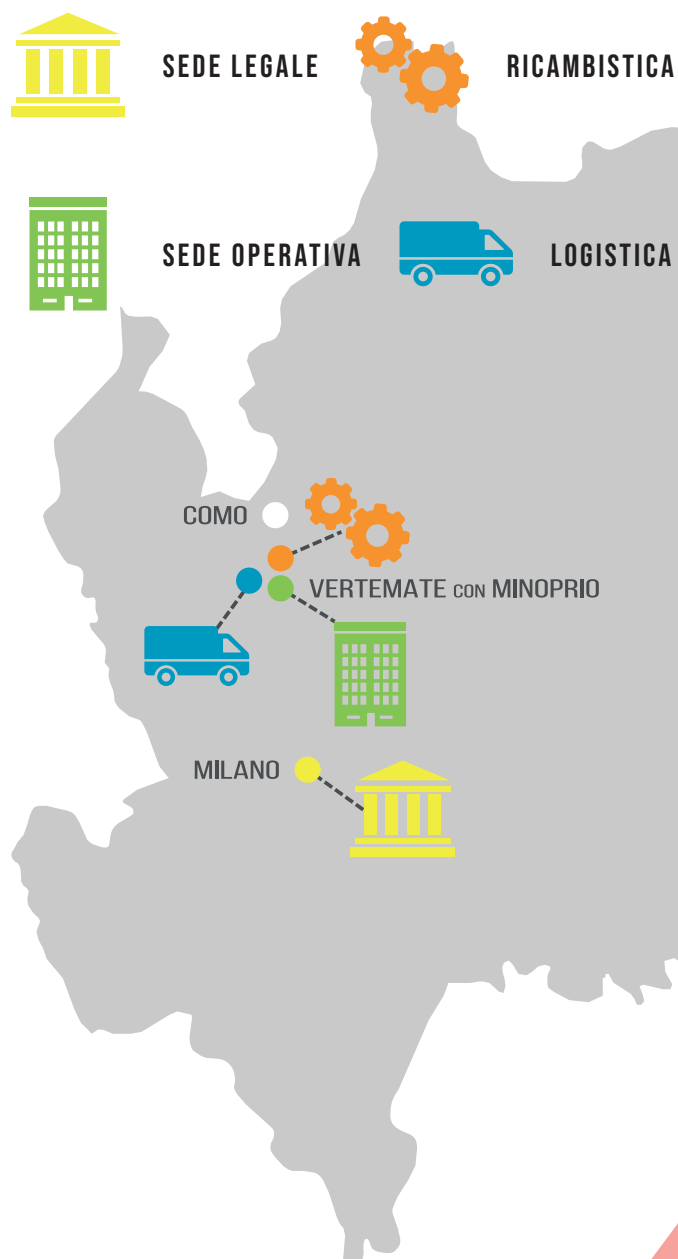 SEDE LEGALE
RICAMBISTICA
SEDE OPERATIVA
LOGISTICA
COMO
VERTEMATE CON MINOPRIO
MILANO